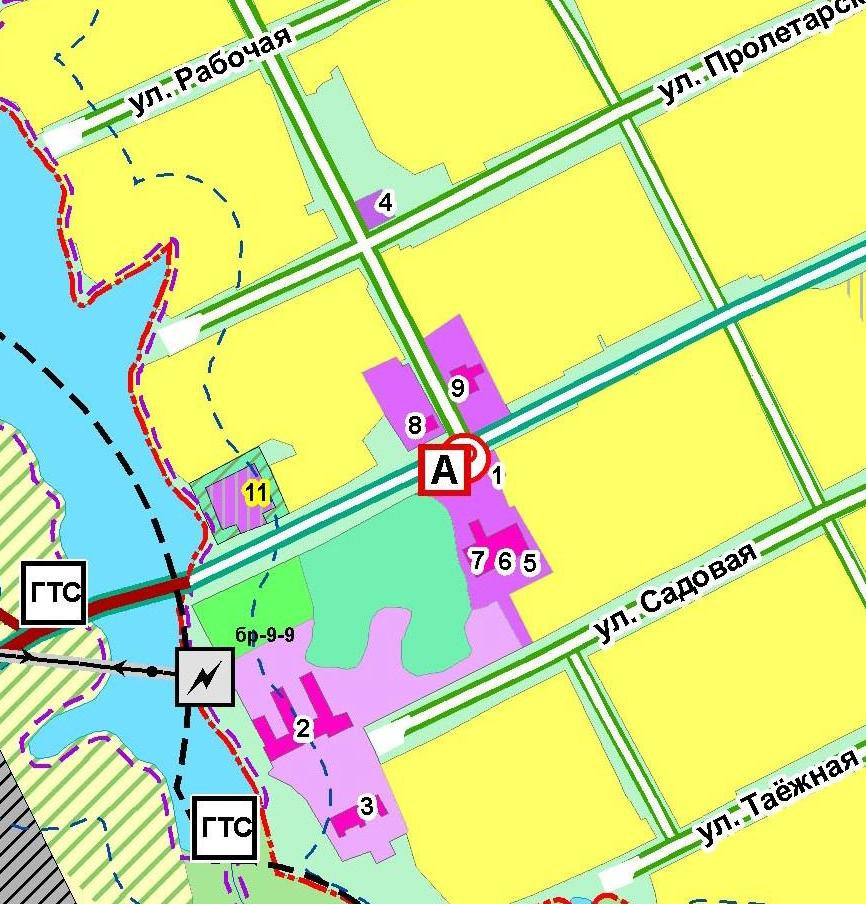 ул. Рабочая
ул. Пролетарск
4
9
8
А
1
11
7 6 5
ГТС
ул. Садовая
бр-9-9
2
3
ул. Таёжная
ГТС